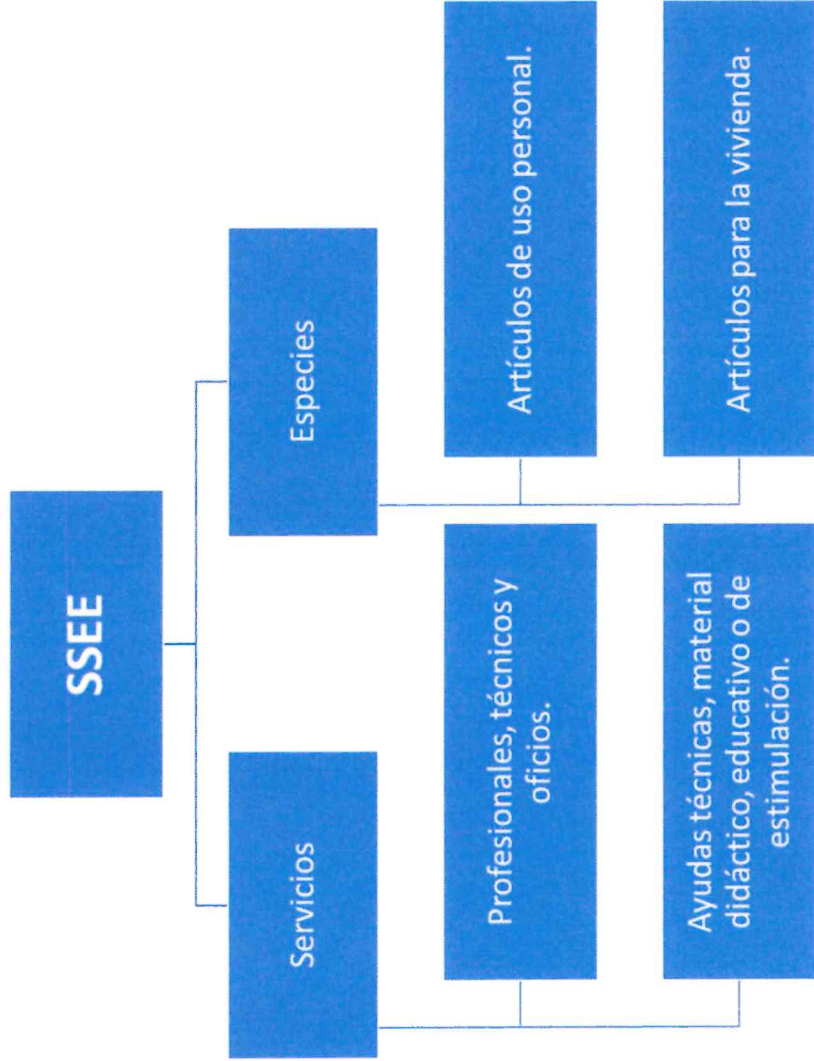 SSEE
Servicios
Especies
Profesionales, técnicos y
oficios.
Ayudas técnicas, material
didáctico, educativo o de
estimulación.
Artículos de uso personal.
Artículos para la vivienda.